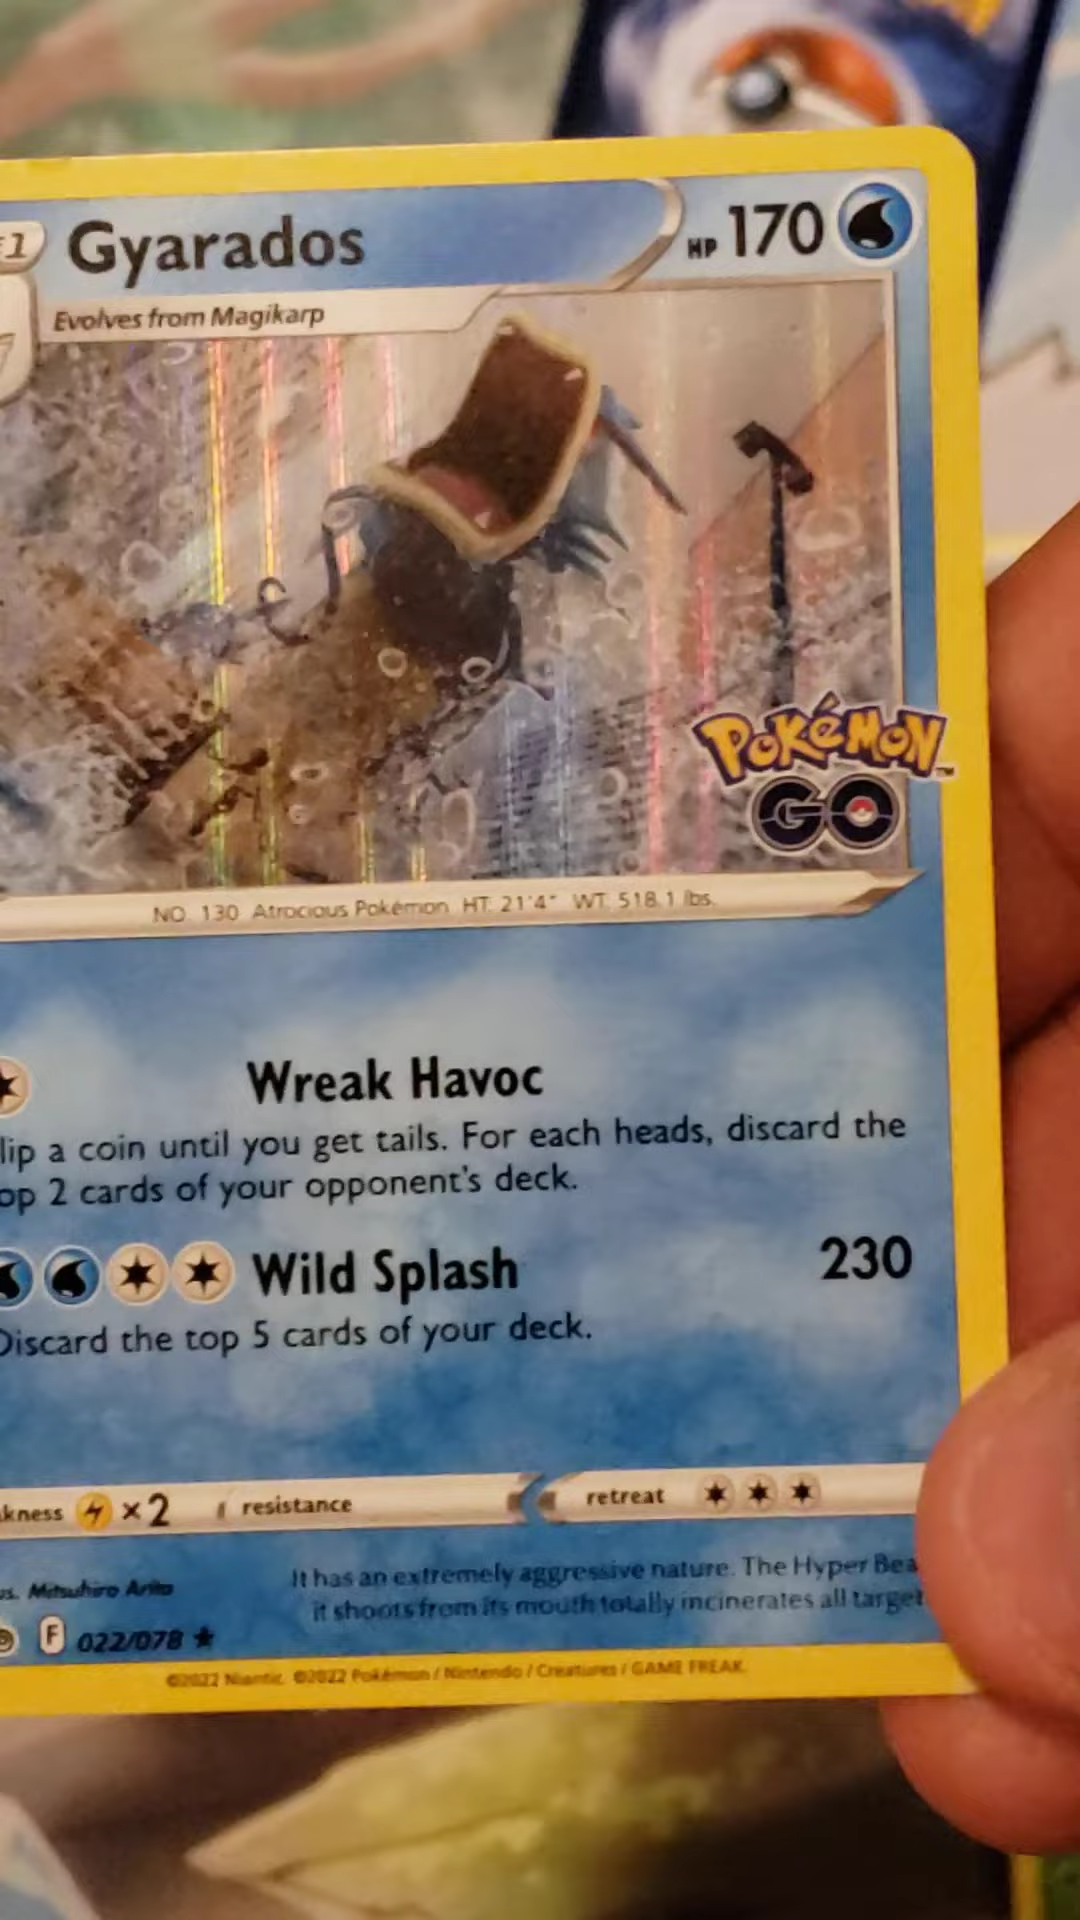 1 Gyarados HP 170
Evolves from Magikarp
POKéMON™
GO
NO. 130 Atrocious Pokémon HT: 21'4" WT: 518.1 lbs.
Wreak Havoc
lip a coin until you get tails. For each heads, discard the
op 2 cards of your opponent's deck.
Wild Splash 230
Discard the top 5 cards of your deck.
kness ×2 resistance retreat
us. Mitsuhiro Arita
It has an extremely aggressive nature. The Hyper Bea
it shoots from its mouth totally incinerates all target
F 022/078 ★
©2022 Niantic. ©2022 Pokémon / Nintendo / Creatures / GAME FREAK.